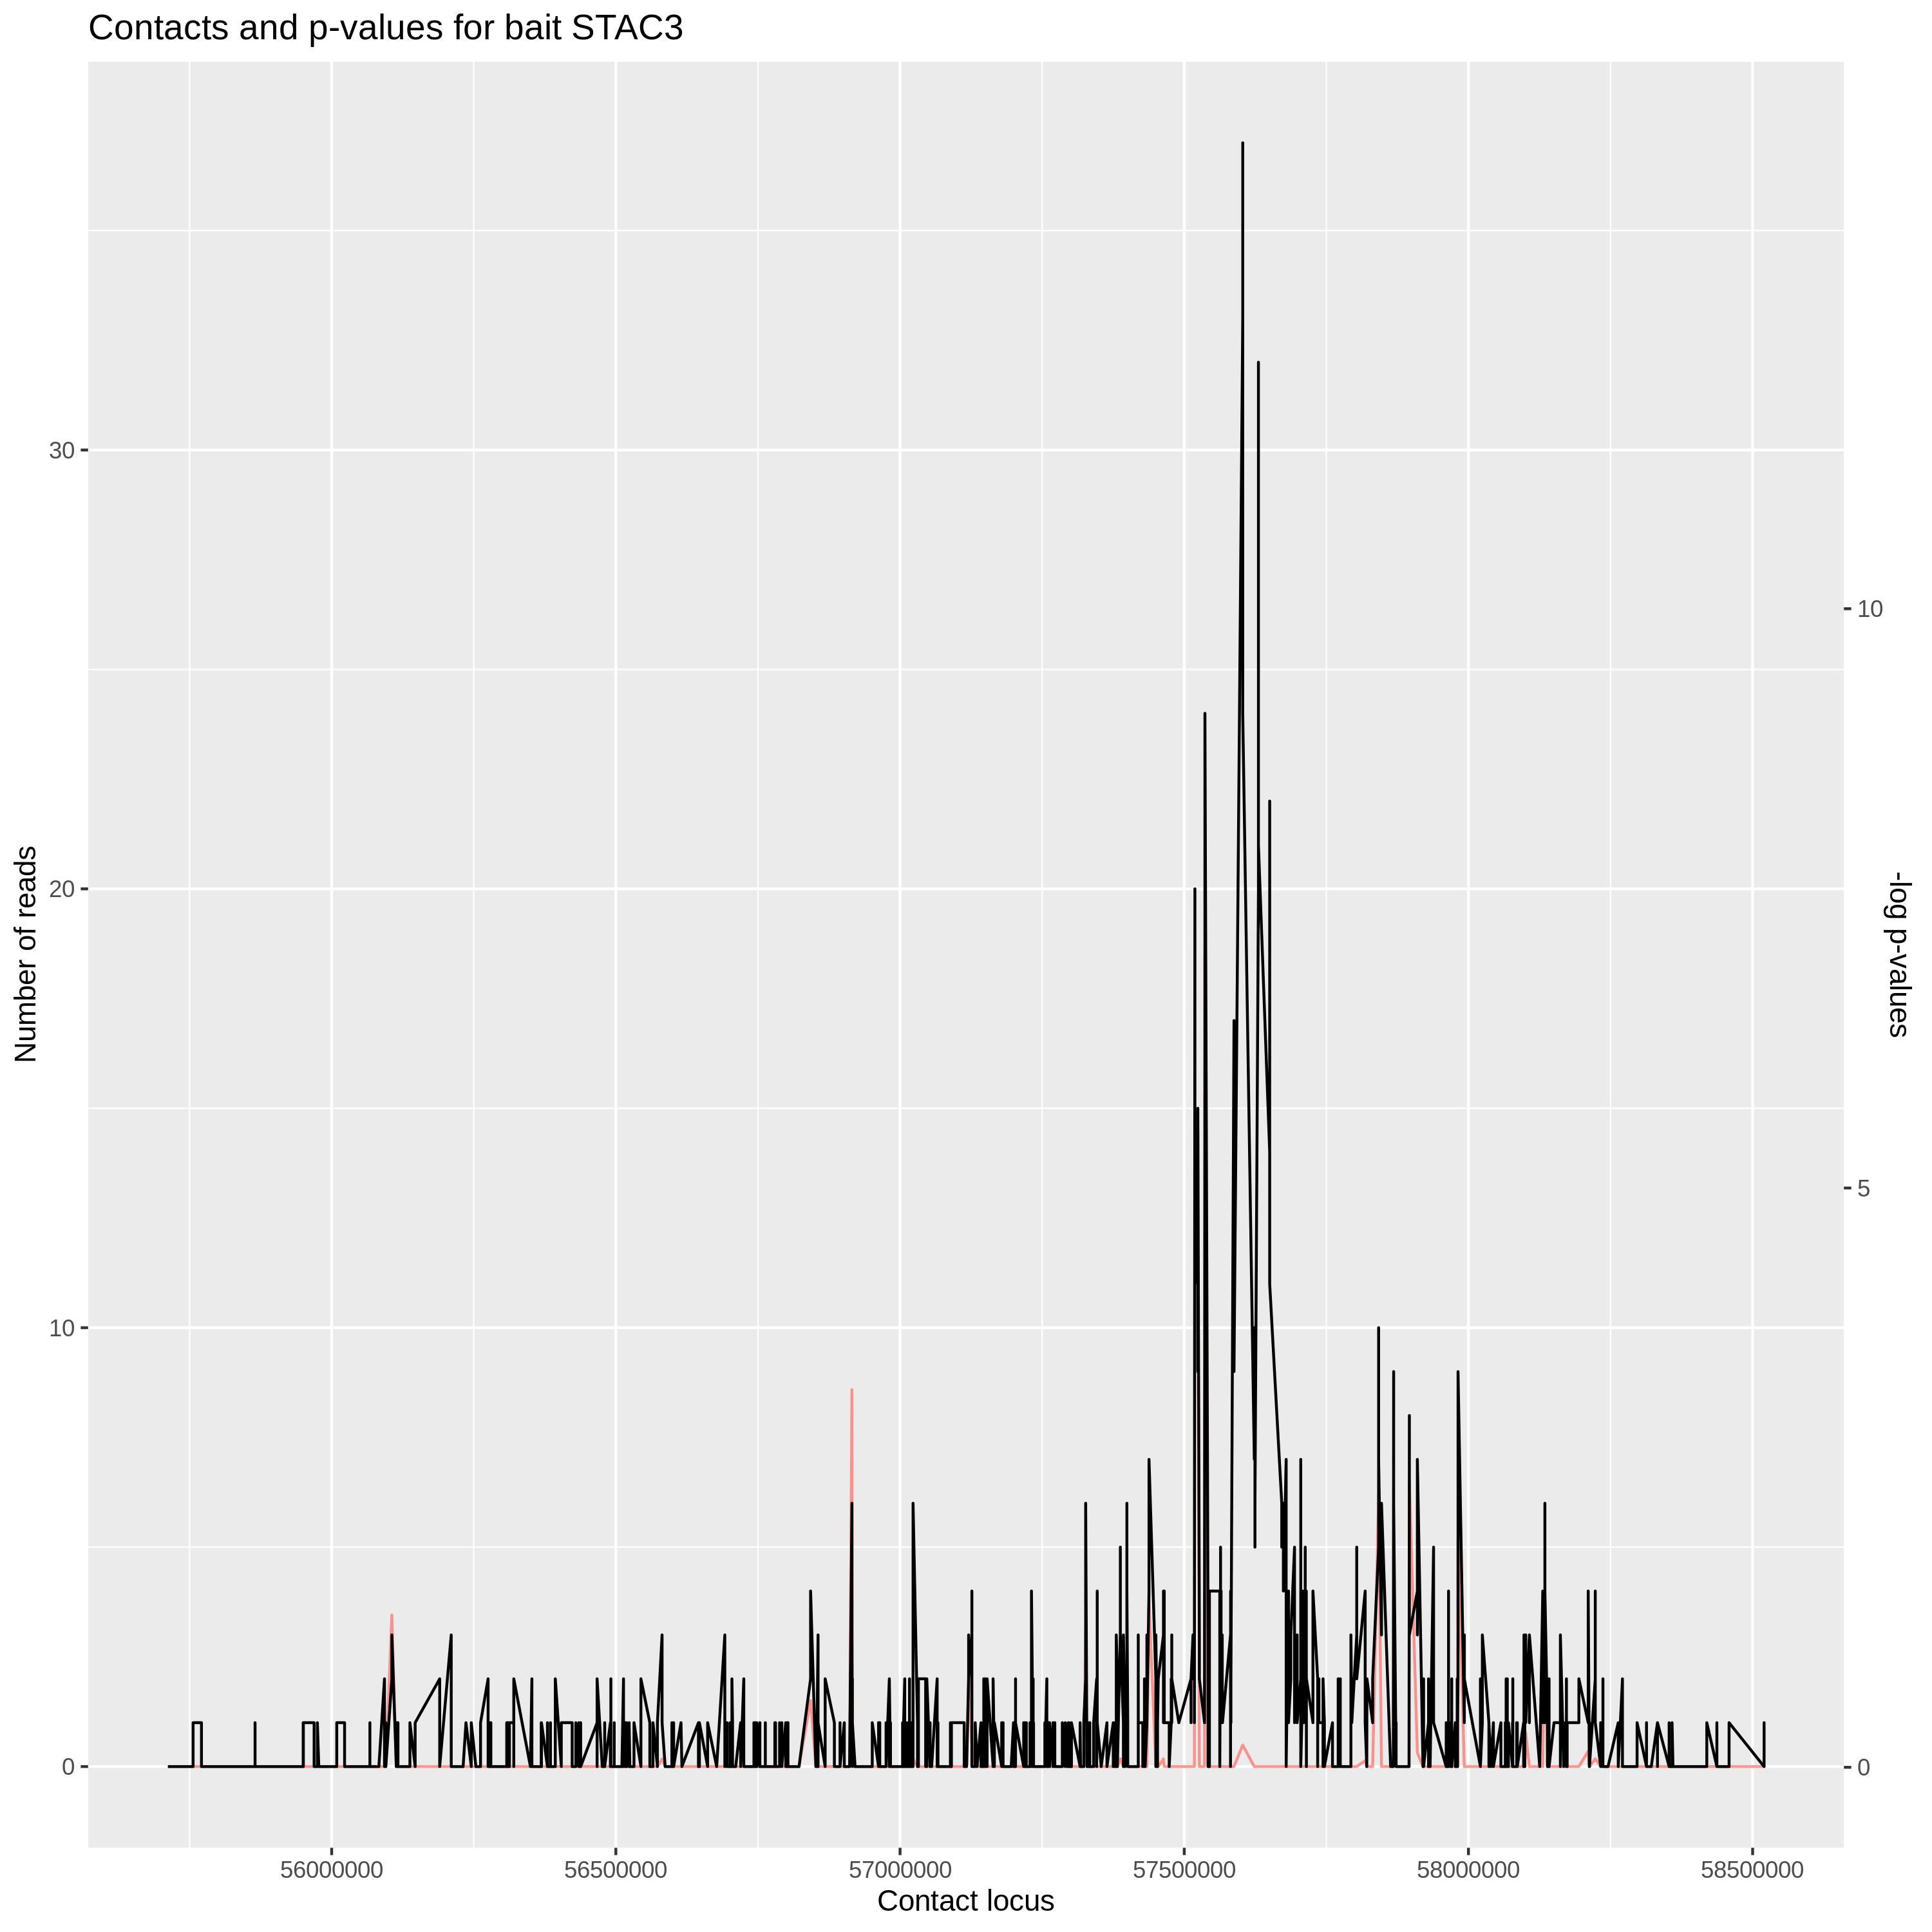 Contacts and p-values for bait STAC3
30
20
10
0
Number of reads
10
5
0
-log p-values
56000000 56500000 57000000 57500000 58000000 58500000
Contact locus